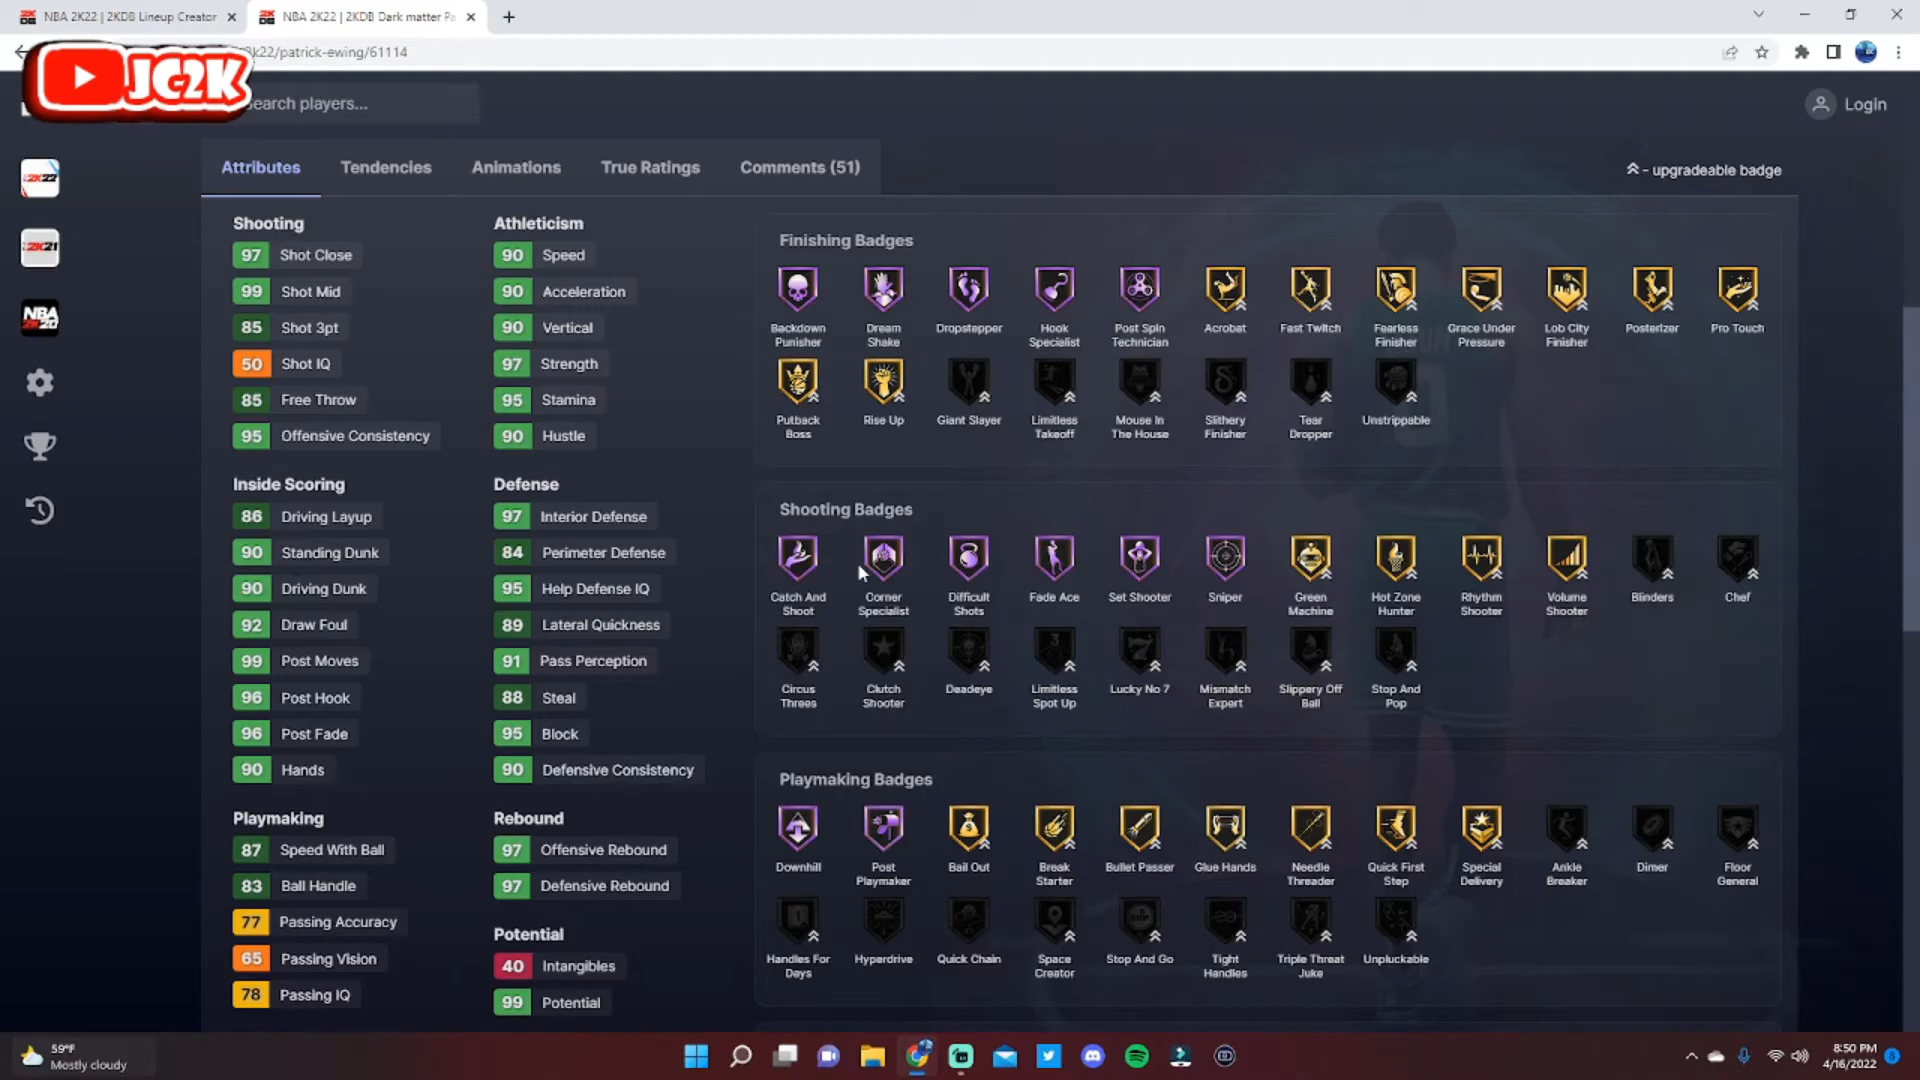 NBA 2K22 | 2KDB Lineup Creator
NBA 2K22 | 2KDB Dark matter Pa
k22/patrick-ewing/61114
JC2K
Search players...
Login
2K22
2K21
NBA
2K20
Attributes
Tendencies
Animations
True Ratings
Comments (51)
- upgradeable badge
Shooting
97 Shot Close
99 Shot Mid
85 Shot 3pt
50 Shot IQ
85 Free Throw
95 Offensive Consistency
Inside Scoring
86 Driving Layup
90 Standing Dunk
90 Driving Dunk
92 Draw Foul
99 Post Moves
96 Post Hook
96 Post Fade
90 Hands
Playmaking
87 Speed With Ball
83 Ball Handle
77 Passing Accuracy
65 Passing Vision
78 Passing IQ
Athleticism
90 Speed
90 Acceleration
90 Vertical
97 Strength
95 Stamina
90 Hustle
Defense
97 Interior Defense
84 Perimeter Defense
95 Help Defense IQ
89 Lateral Quickness
91 Pass Perception
88 Steal
95 Block
90 Defensive Consistency
Rebound
97 Offensive Rebound
97 Defensive Rebound
Potential
40 Intangibles
99 Potential
Finishing Badges
Backdown
Punisher
Dream
Shake
Dropstepper
Hook
Specialist
Post Spin
Technician
Acrobat
Fast Twitch
Fearless
Finisher
Grace Under
Pressure
Lob City
Finisher
Posterizer
Pro Touch
Putback
Boss
Rise Up
Giant Slayer
Limitless
Takeoff
Mouse In
The House
Slithery
Finisher
Tear
Dropper
Unstrippable
Shooting Badges
Catch And
Shoot
Corner
Specialist
Difficult
Shots
Fade Ace
Set Shooter
Sniper
Green
Machine
Hot Zone
Hunter
Rhythm
Shooter
Volume
Shooter
Blinders
Chef
Circus
Threes
Clutch
Shooter
Deadeye
Limitless
Spot Up
Lucky No 7
Mismatch
Expert
Slippery Off
Ball
Stop And
Pop
Playmaking Badges
Downhill
Post
Playmaker
Bail Out
Break
Starter
Bullet Passer
Glue Hands
Needle
Threader
Quick First
Step
Special
Delivery
Ankle
Breaker
Dimer
Floor
General
Handles For
Days
Hyperdrive
Quick Chain
Space
Creator
Stop And Go
Tight
Handles
Triple Threat
Juke
Unpluckable
59°F
Mostly cloudy
8:50 PM
4/16/2022
8